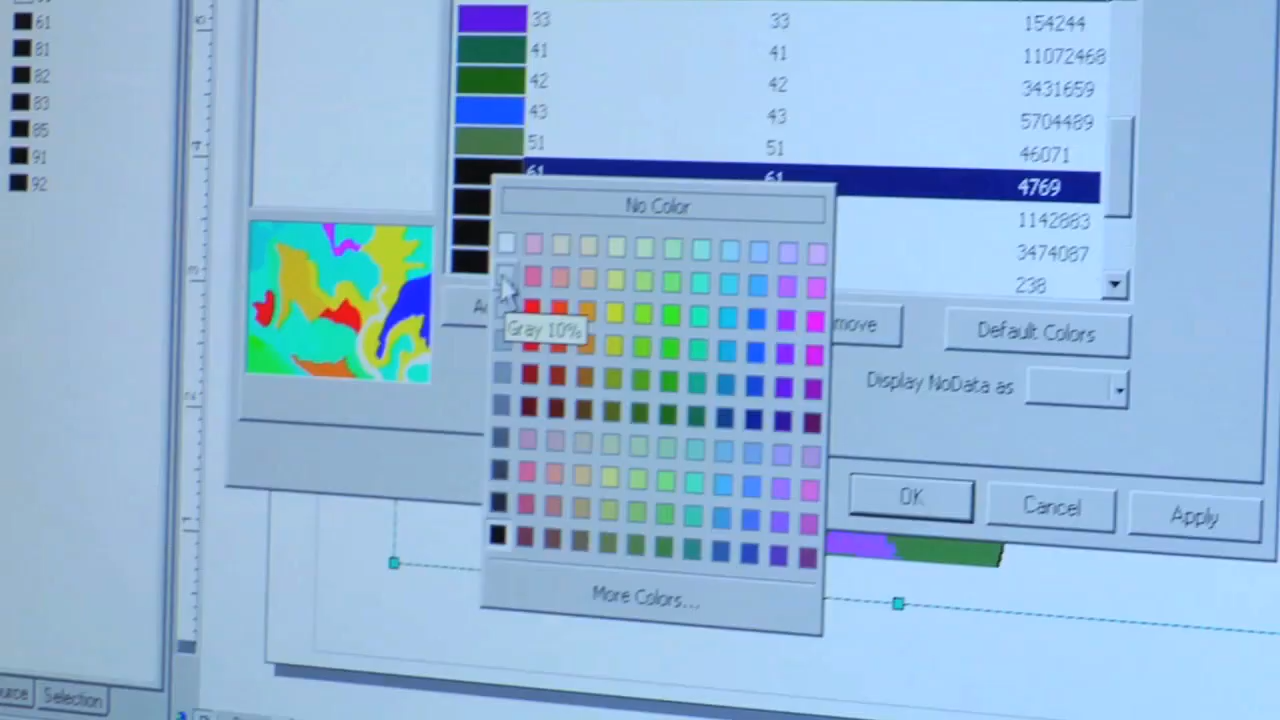 61
81
82
83
85
91
92
33 33 154244
41 41 11072468
42 42 3431659
43 43 5704489
51 51 46071
61 61 4769
1142883
3474087
238
No Color
Gray 10%
More Colors...
Default Colors
Display NoData as
OK
Cancel
Apply
Selection